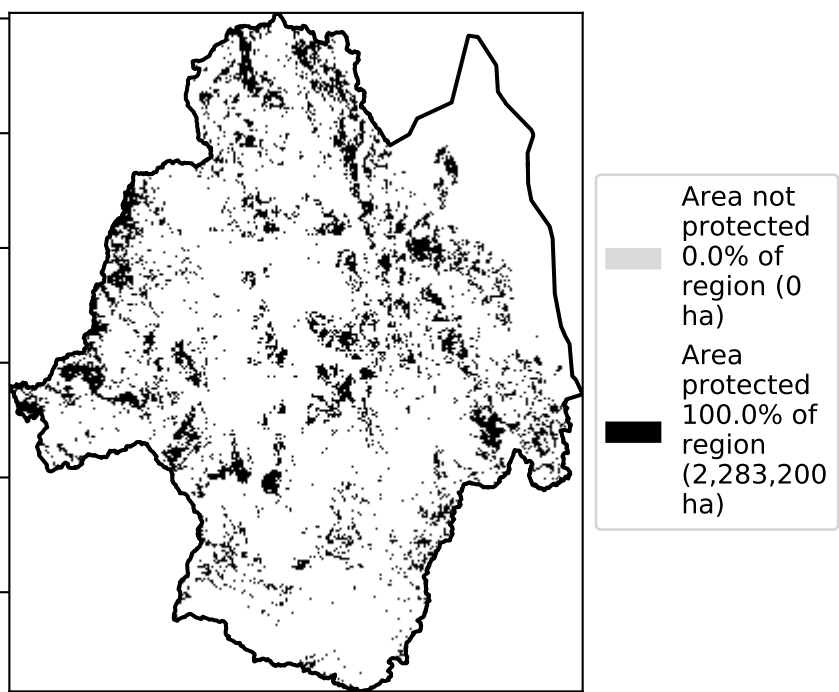 Area not
protected
0.0% of
region (0
ha)
Area
protected
100.0% of
region
(2,283,200
ha)